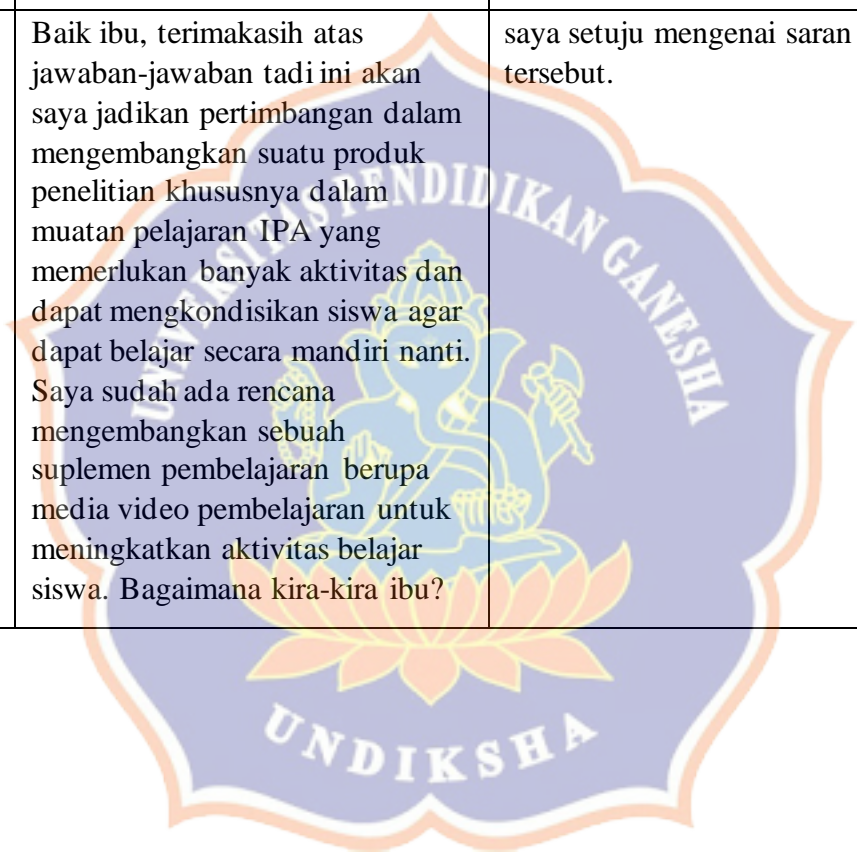 Baik ibu, terimakasih atas
jawaban-jawaban tadi ini akan
saya jadikan pertimbangan dalam
mengembangkan suatu produk
penelitian khususnya dalam
muatan pelajaran IPA yang
memerlukan banyak aktivitas dan
dapat mengkondisikan siswa agar
dapat belajar secara mandiri nanti.
Saya sudah ada rencana
mengembangkan sebuah
suplemen pembelajaran berupa
media video pembelajaran untuk
meningkatkan aktivitas belajar
siswa. Bagaimana kira-kira ibu?
saya setuju mengenai saran
tersebut.
UNIVERSITAS PENDIDIKAN GANESHA
UNDIKSHA